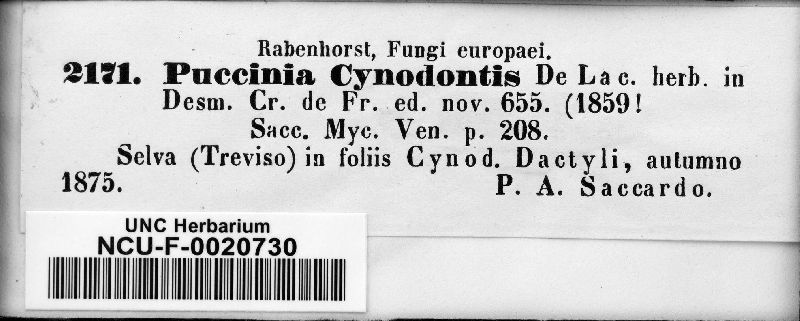 Rabenhorst, Fungi europaei.
2171. Puccinia Cynodontis De Lac. herb. in
Desm. Cr. de Fr. ed. nov. 655. (1859!
Sacc. Myc. Ven. p. 208.
Selva (Treviso) in foliis Cynod. Dactyli, autumno
1875. P. A. Saccardo.
UNC Herbarium
NCU-F-0020730